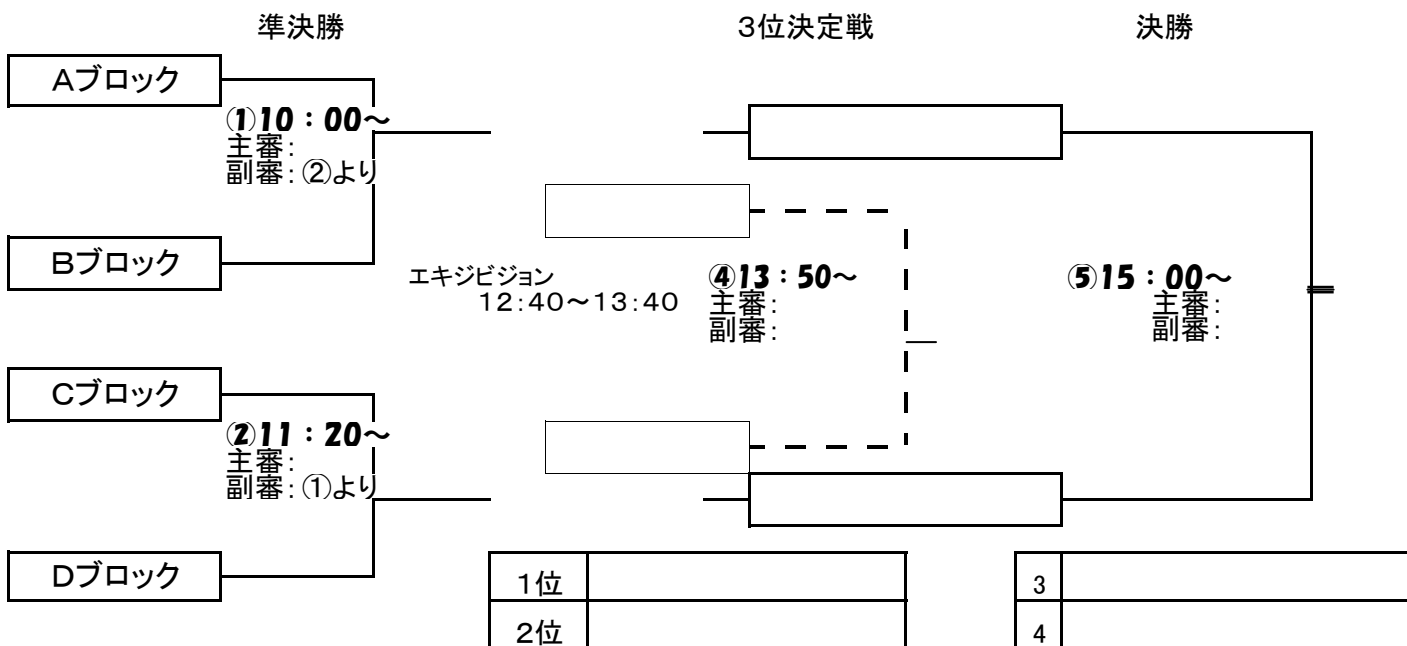 準決勝
3位決定戦
決勝
Aブロック
①10：00～
主審：
副審：②より
Bブロック
エキジビジョン
12：40～13：40
④13：50～
主審：
副審：
⑤15：00～
主審：
副審：
Cブロック
②11：20～
主審：
副審：①より
Dブロック
1位
3
2位
4